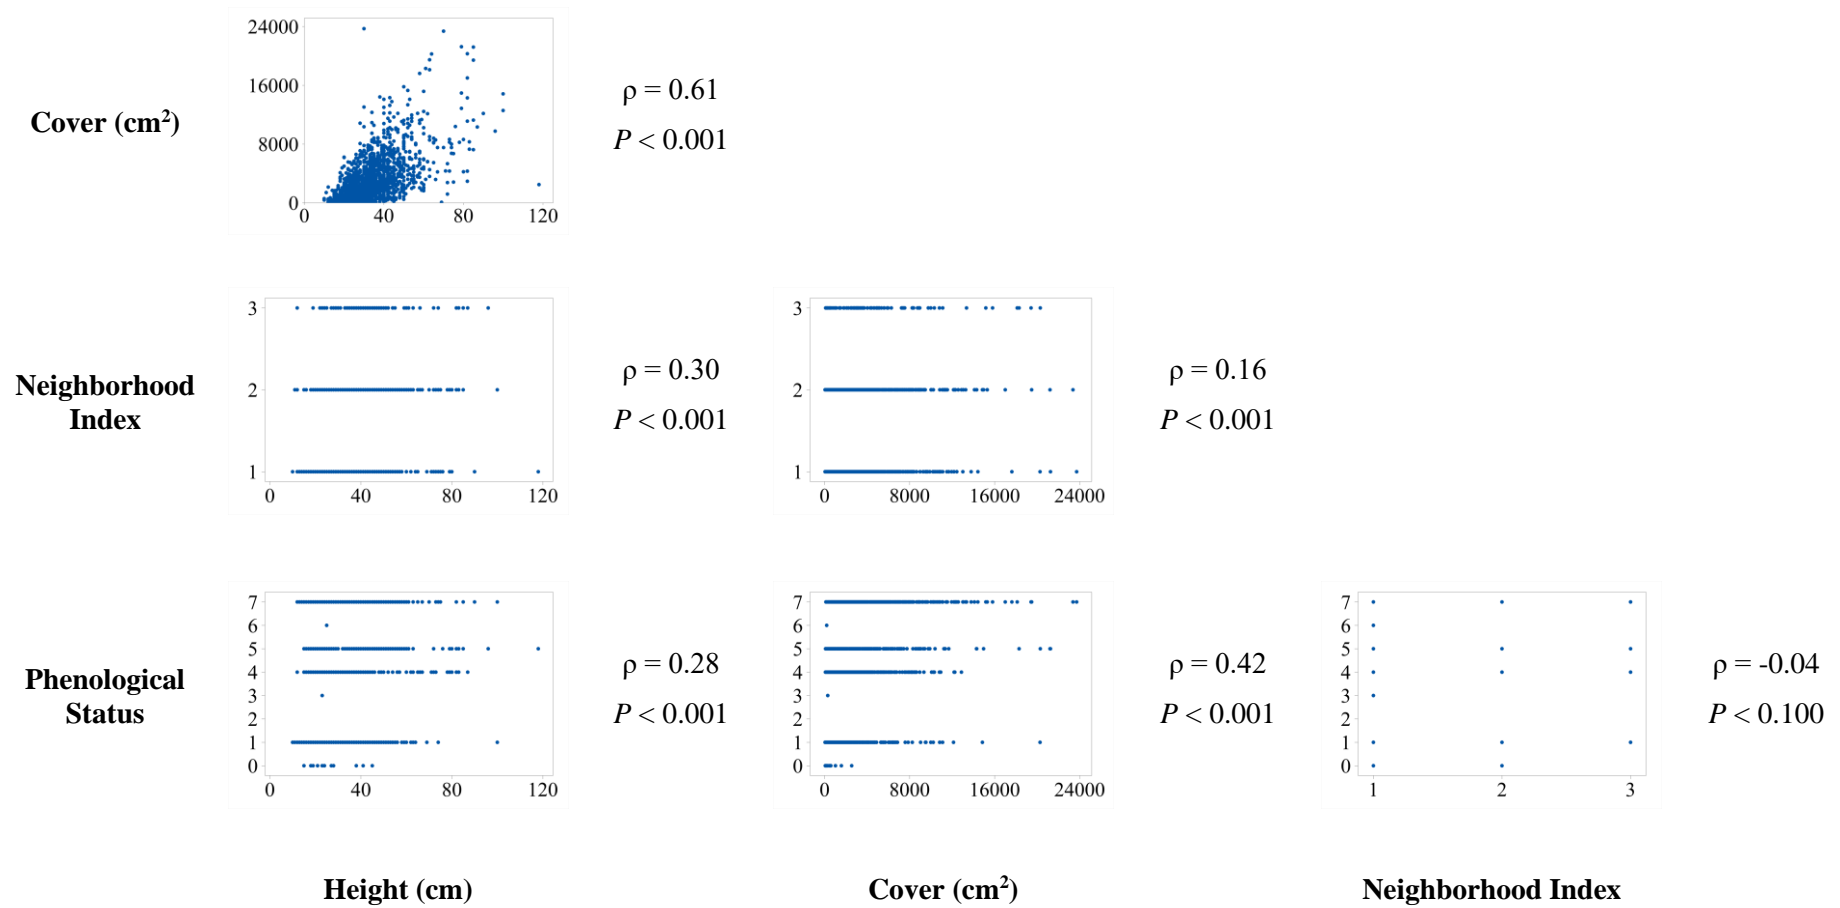 24000
16000
8000
0
0 40 80 120
Cover (cm²)
ρ = 0.61
P < 0.001
3
2
1
0 40 80 120
Neighborhood
Index
ρ = 0.30
P < 0.001
3
2
1
0 8000 16000 24000
ρ = 0.16
P < 0.001
7
6
5
4
3
2
1
0
0 40 80 120
Phenological
Status
ρ = 0.28
P < 0.001
7
6
5
4
3
2
1
0
0 8000 16000 24000
ρ = 0.42
P < 0.001
7
6
5
4
3
2
1
0
1 2 3
ρ = -0.04
P < 0.100
Height (cm)
Cover (cm²)
Neighborhood Index